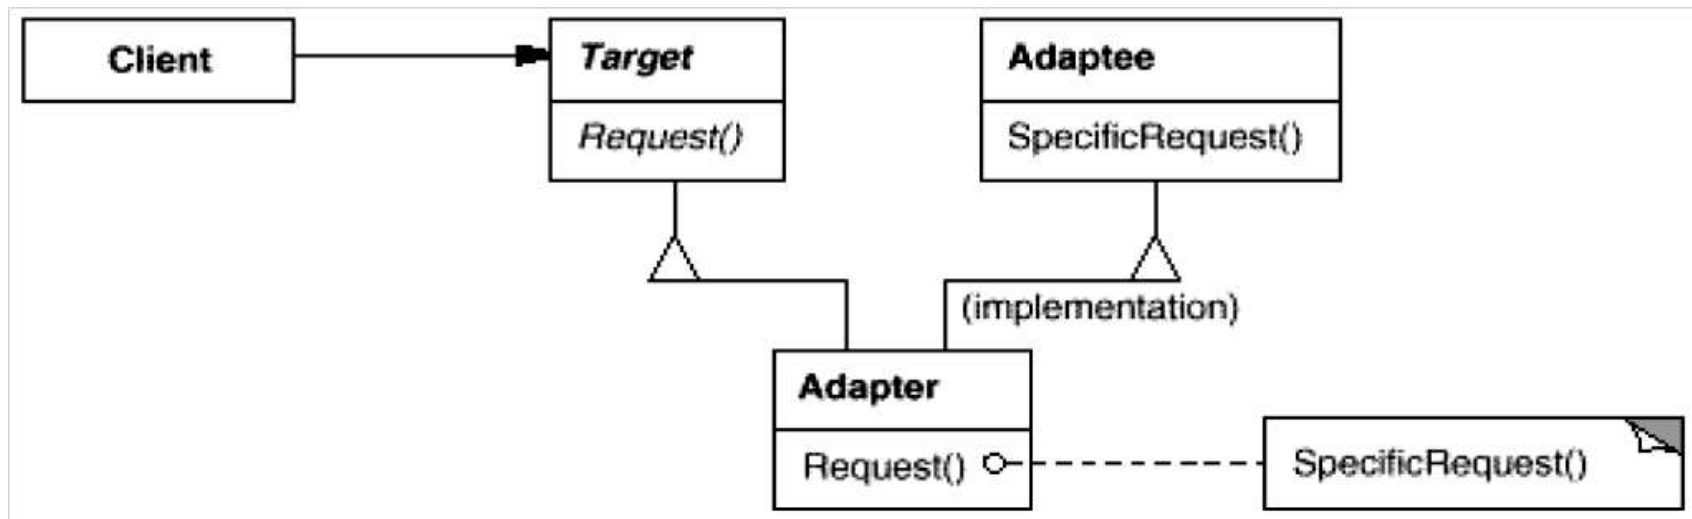 Client
Target
Request()
Adaptee
SpecificRequest()
(implementation)
Adapter
Request()
SpecificRequest()